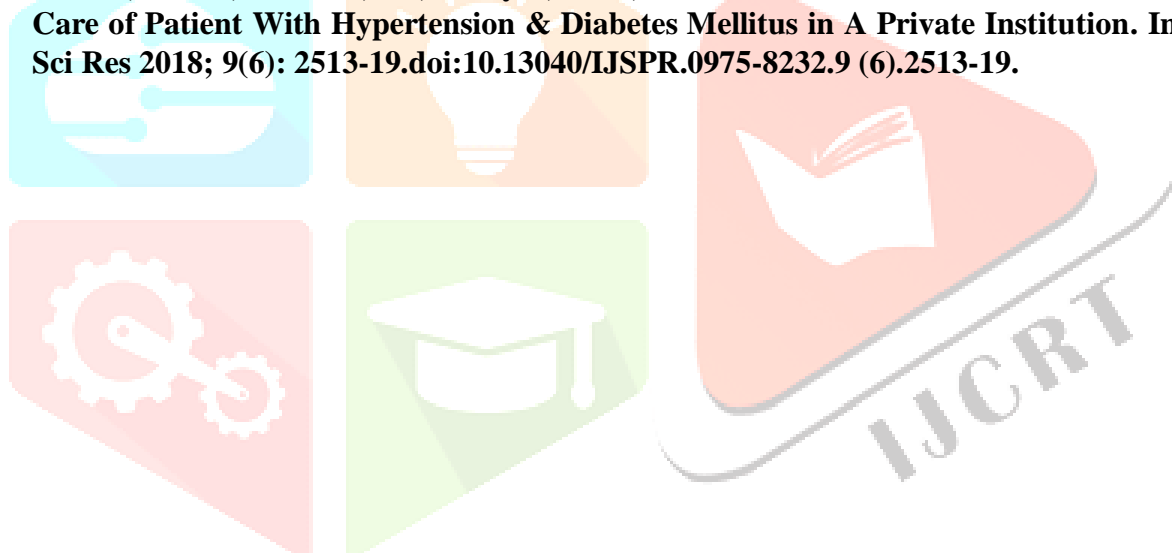 Care of Patient With Hypertension & Diabetes Mellitus in A Private Institution. In
Sci Res 2018; 9(6): 2513-19.doi:10.13040/IJSPR.0975-8232.9 (6).2513-19.
IJCRT